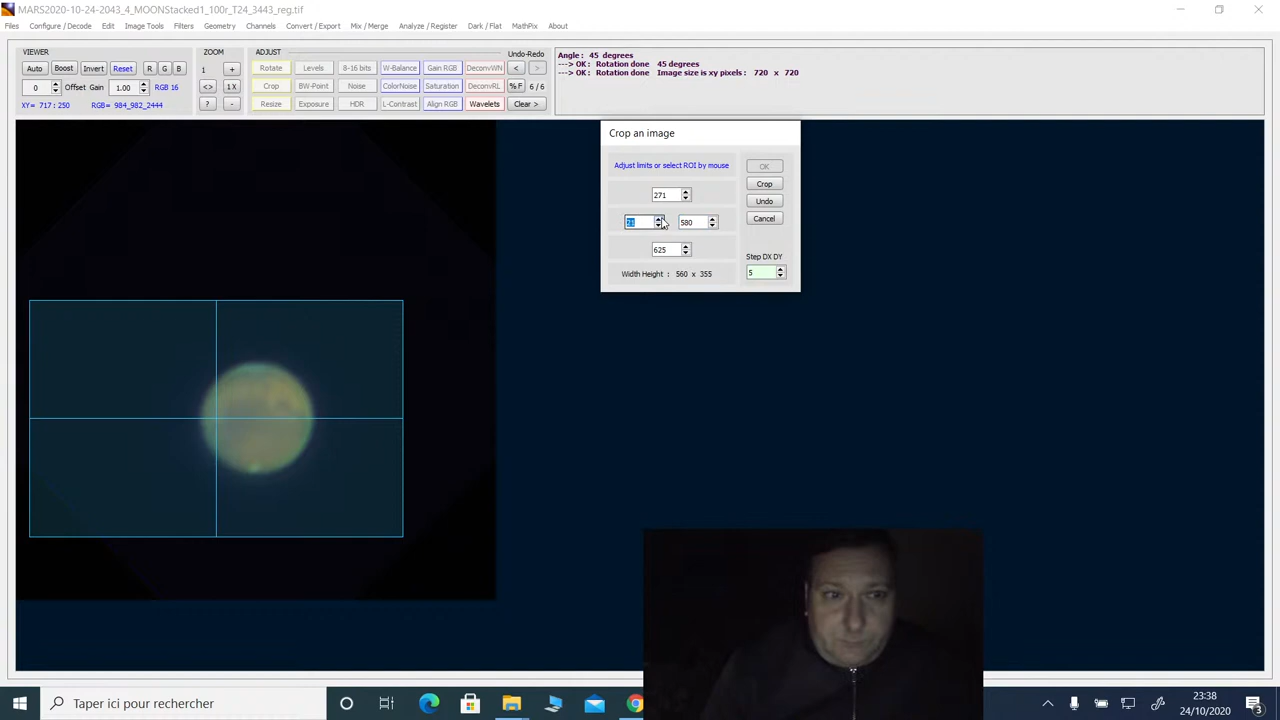 MARS2020-10-24-2043_4_MOONStacked1_100r_T24_3443_reg.tif
Files Configure / Decode Edit Image Tools Filters Geometry Channels Convert / Export Mix / Merge Analyze / Register Dark / Flat MathPix About
VIEWER ZOOM ADJUST Undo-Redo
Auto Boost Invert Reset R G B 1 + Rotate Levels 8-16 bits W-Balance Gain RGB DeconvWN < >
0 Offset Gain 1.00 RGB 16 <> 1 X Crop BW-Point Noise ColorNoise Saturation DeconvRL % F 6 / 6
XY= 717 : 250 RGB= 984_982_2444 ? - Resize Exposure HDR L-Contrast Align RGB Wavelets Clear >
Angle : 45 degrees
---> OK : Rotation done 45 degrees
---> OK : Rotation done Image size is xy pixels : 720 x 720
Crop an image
Adjust limits or select ROI by mouse OK
Crop
271
Undo
21 580 Cancel
625
Step DX DY
Width Height : 560 x 355 5
Taper ici pour rechercher
23:38
24/10/2020
3